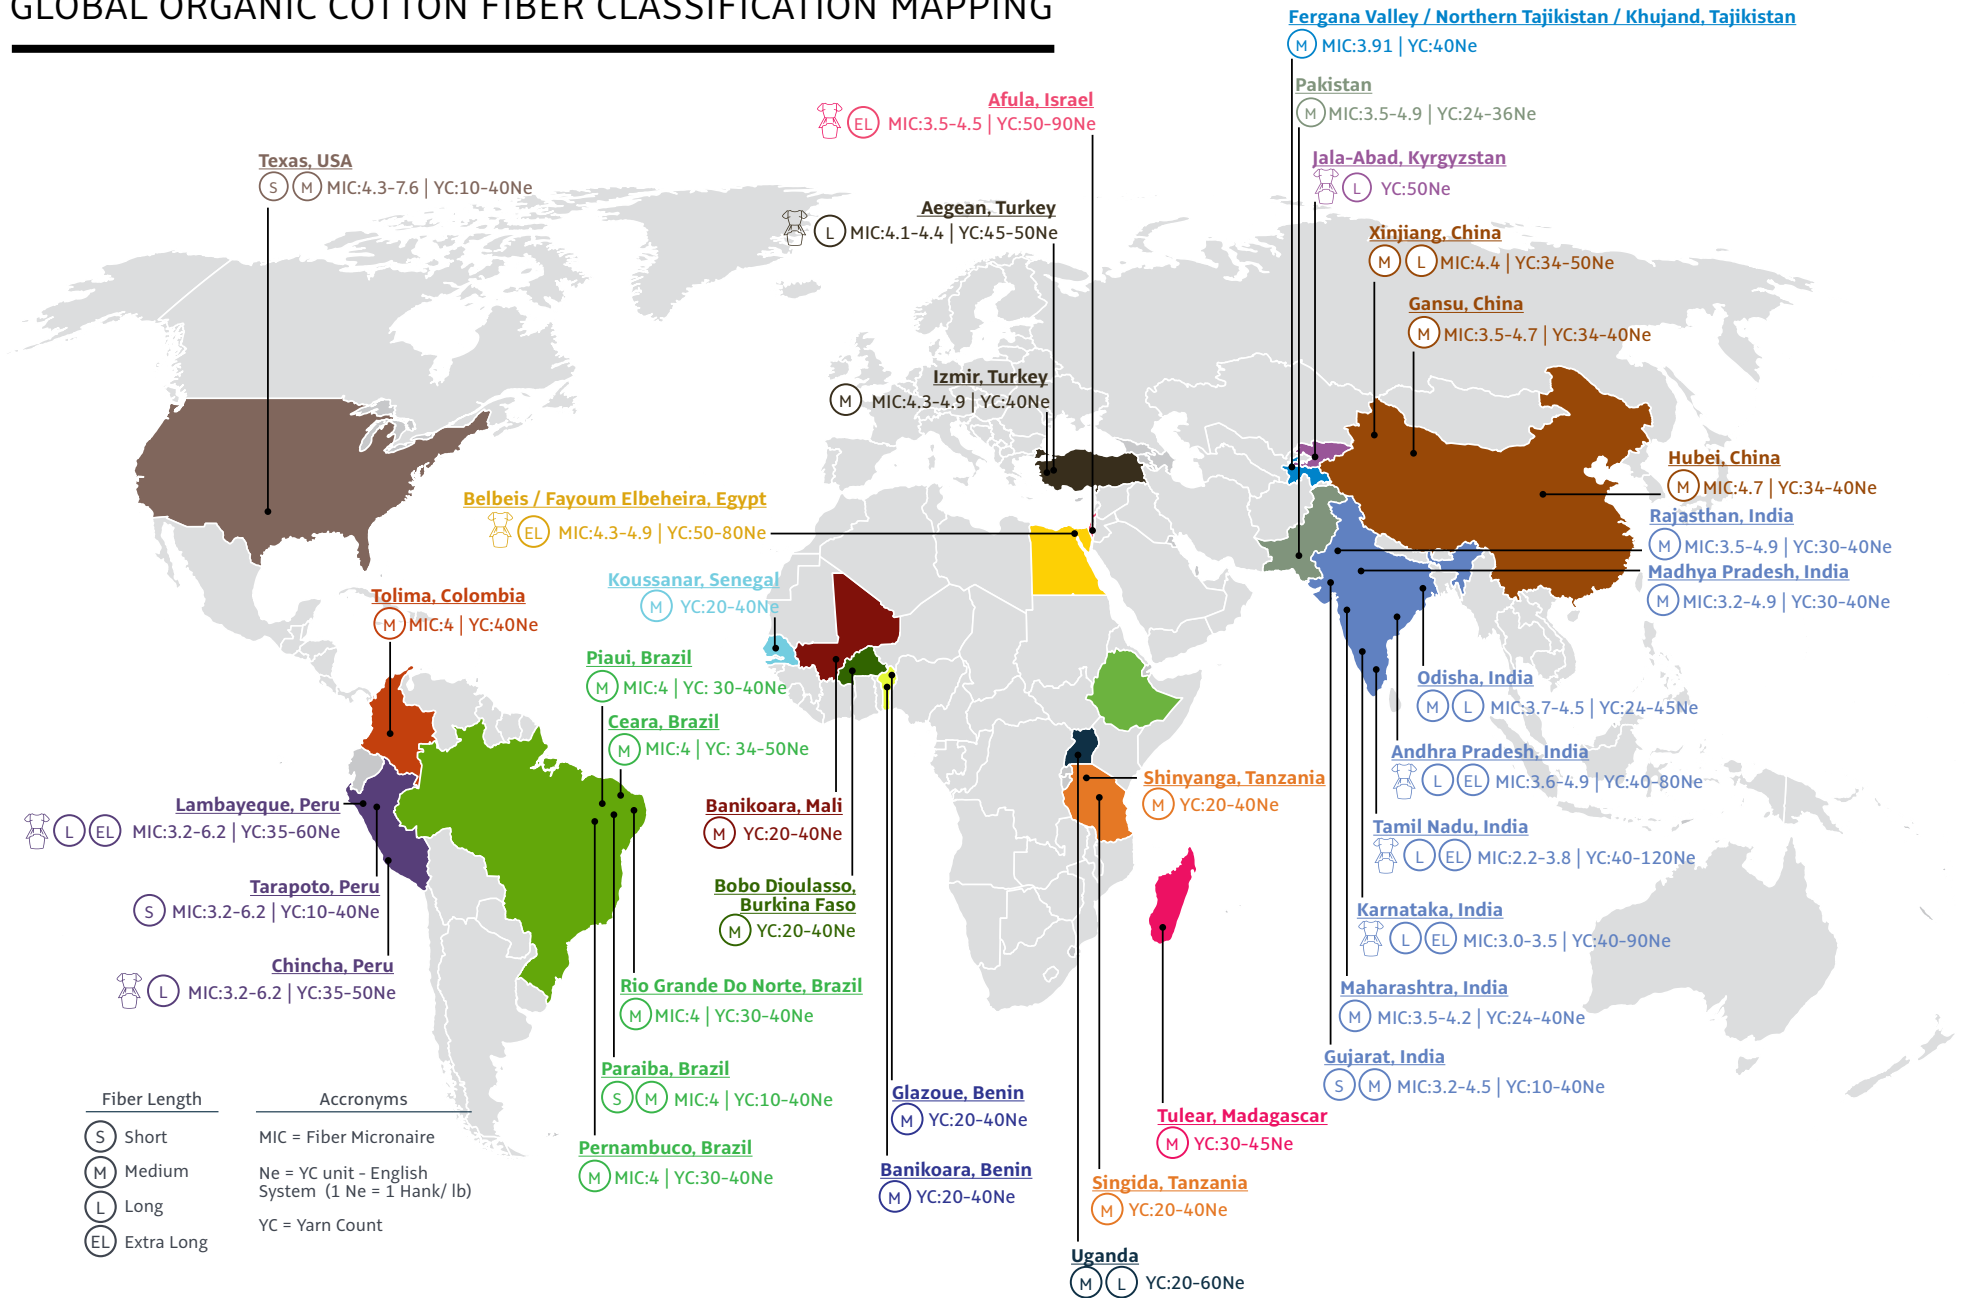 GLOBAL ORGANIC COTTON FIBER CLASSIFICATION MAPPING
Fergana Valley / Northern Tajikistan / Khujand, Tajikistan
M MIC:3.91 | YC:40Ne
Pakistan
M MIC:3.5-4.9 | YC:24-36Ne
Afula, Israel
EL MIC:3.5-4.5 | YC:50-90Ne
Jala-Abad, Kyrgyzstan
L YC:50Ne
Texas, USA
S M MIC:4.3-7.6 | YC:10-40Ne
Aegean, Turkey
L MIC:4.1-4.4 | YC:45-50Ne
Xinjiang, China
M L MIC:4.4 | YC:34-50Ne
Gansu, China
M MIC:3.5-4.7 | YC:34-40Ne
Izmir, Turkey
M MIC:4.3-4.9 | YC:40Ne
Hubei, China
M MIC:4.7 | YC:34-40Ne
Belbeis / Fayoum Elbeheira, Egypt
EL MIC:4.3-4.9 | YC:50-80Ne
Rajasthan, India
M MIC:3.5-4.9 | YC:30-40Ne
Madhya Pradesh, India
M MIC:3.2-4.9 | YC:30-40Ne
Koussanar, Senegal
M YC:20-40Ne
Tolima, Colombia
M MIC:4 | YC:40Ne
Piaui, Brazil
M MIC:4 | YC: 30-40Ne
Ceara, Brazil
M MIC:4 | YC: 34-50Ne
Odisha, India
M L MIC:3.7-4.5 | YC:24-45Ne
Andhra Pradesh, India
L EL MIC:3.6-4.9 | YC:40-80Ne
Shinyanga, Tanzania
M YC:20-40Ne
Lambayeque, Peru
L EL MIC:3.2-6.2 | YC:35-60Ne
Banikoara, Mali
M YC:20-40Ne
Tamil Nadu, India
L EL MIC:2.2-3.8 | YC:40-120Ne
Tarapoto, Peru
S MIC:3.2-6.2 | YC:10-40Ne
Bobo Dioulasso,
Burkina Faso
M YC:20-40Ne
Karnataka, India
L EL MIC:3.0-3.5 | YC:40-90Ne
Chincha, Peru
L MIC:3.2-6.2 | YC:35-50Ne
Rio Grande Do Norte, Brazil
M MIC:4 | YC:30-40Ne
Maharashtra, India
M MIC:3.5-4.2 | YC:24-40Ne
Gujarat, India
S M MIC:3.2-4.5 | YC:10-40Ne
Paraiba, Brazil
S M MIC:4 | YC:10-40Ne
Glazoue, Benin
M YC:20-40Ne
Tulear, Madagascar
M YC:30-45Ne
Pernambuco, Brazil
M MIC:4 | YC:30-40Ne
Banikoara, Benin
M YC:20-40Ne
Singida, Tanzania
M YC:20-40Ne
Uganda
M L YC:20-60Ne
Fiber Length
S Short
M Medium
L Long
EL Extra Long
Accronyms
MIC = Fiber Micronaire
Ne = YC unit - English
System (1 Ne = 1 Hank/ lb)
YC = Yarn Count